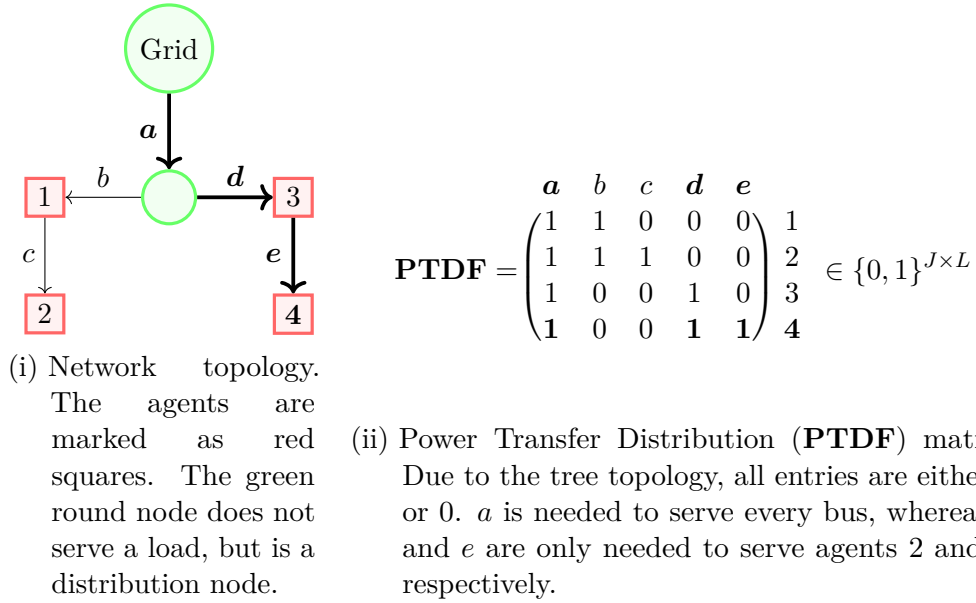 Grid
a
b
d
1
3
c
e
2
4
a b c d e
PTDF =
1 1 0 0 0 1
1 1 1 0 0 2
1 0 0 1 0 3
1 0 0 1 1 4
∈ {0, 1}^{J×L}
(i) Network topology.
The agents are
marked as red
squares. The green
round node does not
serve a load, but is a
distribution node.
(ii) Power Transfer Distribution (PTDF)
Due to the tree topology, all entries are
or 0. a is needed to serve every bus,
and e are only needed to serve agents 2 and
respectively.